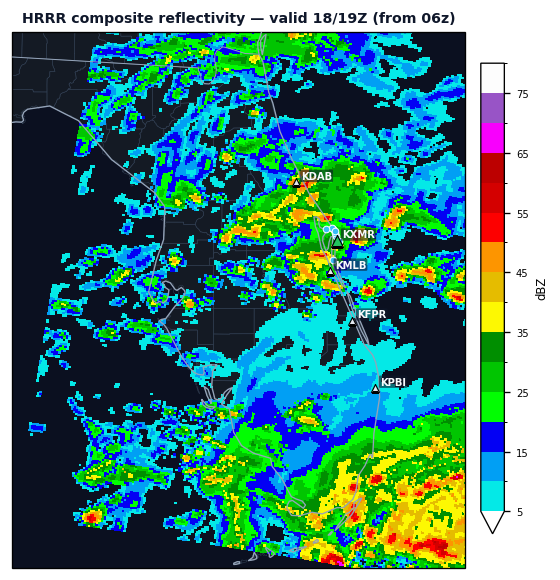 HRRR composite reflectivity — valid 18/19Z (from 06z)
KDAB
KXMR
KMLB
KFPR
KPBI
75
65
55
45
35
25
15
5
dBZ